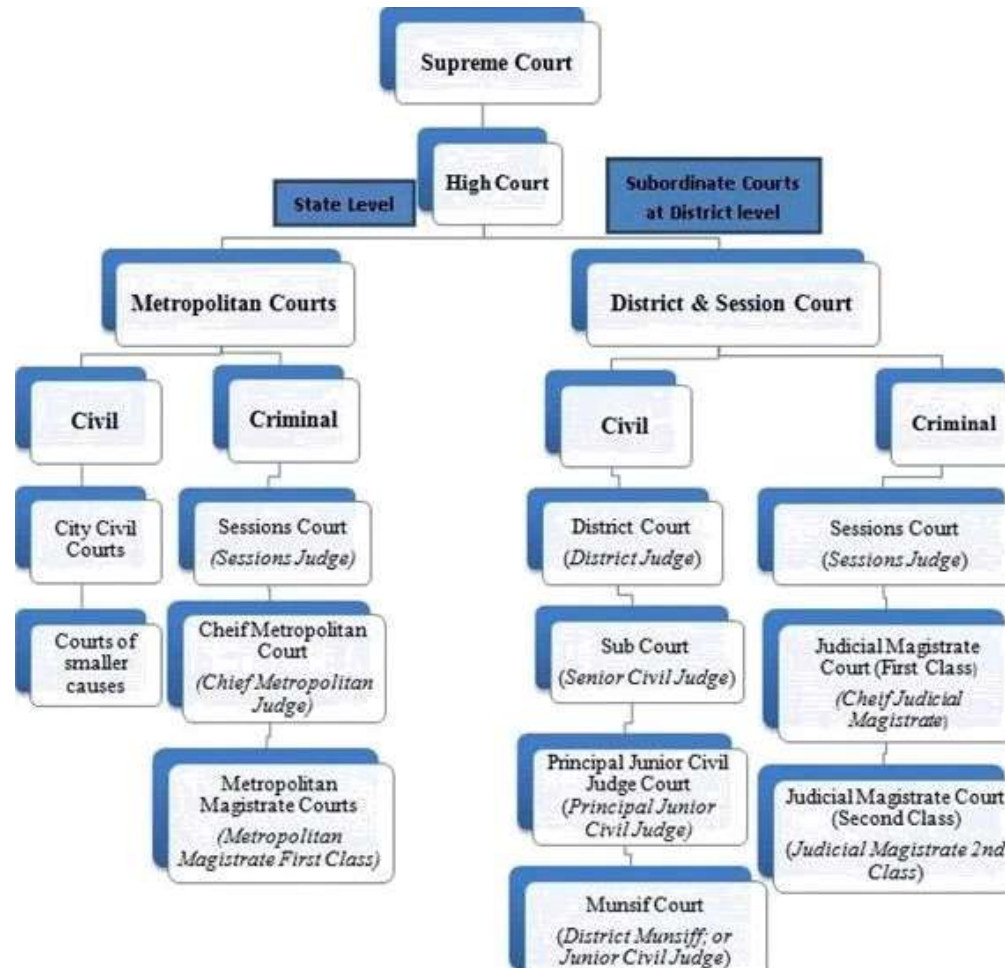 Supreme Court
High Court
State Level
Subordinate Courts
at District level
Metropolitan Courts
District & Session Court
Civil
Criminal
Civil
Criminal
City Civil
Courts
Sessions Court
(Sessions Judge)
District Court
(District Judge)
Sessions Court
(Sessions Judge)
Courts of
smaller
causes
Cheif Metropolitan
Court
(Chief Metropolitan
Judge)
Sub Court
(Senior Civil Judge)
Judicial Magistrate
Court (First Class)
(Cheif Judicial
Magistrate)
Metropolitan
Magistrate Courts
(Metropolitan
Magistrate First Class)
Principal Junior Civil
Judge Court
(Principal Junior
Civil Judge)
Judicial Magistrate Court
(Second Class)
(Judicial Magistrate 2nd
Class)
Munsif Court
(District Munsiff; or
Junior Civil Judge)